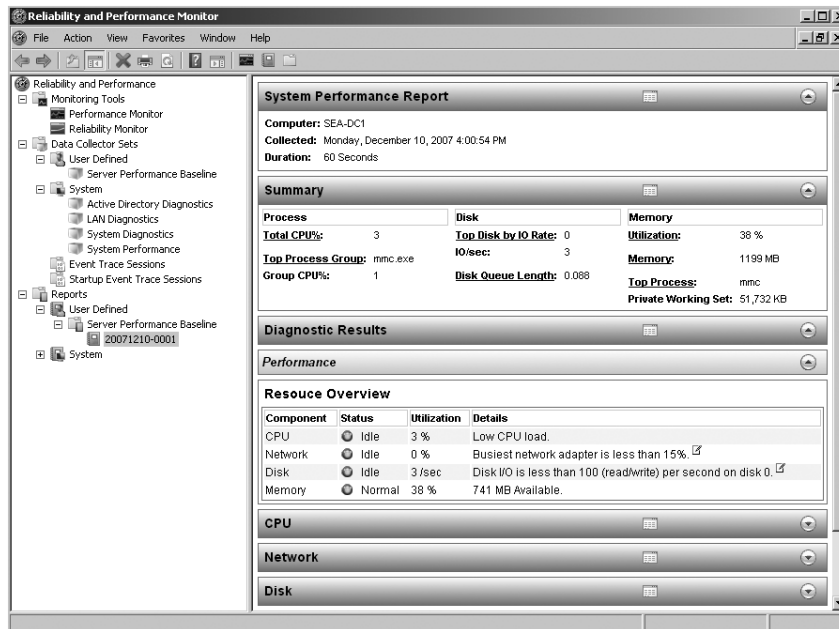 Reliability and Performance Monitor
File Action View Favorites Window Help
Reliability and Performance
Monitoring Tools
Performance Monitor
Reliability Monitor
Data Collector Sets
User Defined
Server Performance Baseline
System
Active Directory Diagnostics
LAN Diagnostics
System Diagnostics
System Performance
Event Trace Sessions
Startup Event Trace Sessions
Reports
User Defined
Server Performance Baseline
20071210-0001
System
System Performance Report
Computer: SEA-DC1
Collected: Monday, December 10, 2007 4:00:54 PM
Duration: 60 Seconds
Summary
Process Disk Memory
Total CPU%: 3 Top Disk by IO Rate: 0 Utilization: 38 %
Top Process Group: mmc.exe IO/sec: 3 Memory: 1199 MB
Group CPU%: 1 Disk Queue Length: 0.088 Top Process: mmc
Private Working Set: 51,732 KB
Diagnostic Results
Performance
Resouce Overview
Component Status Utilization Details
CPU Idle 3 % Low CPU load.
Network Idle 0 % Busiest network adapter is less than 15%.
Disk Idle 3 /sec Disk I/O is less than 100 (read/write) per second on disk 0.
Memory Normal 38 % 741 MB Available.
CPU
Network
Disk